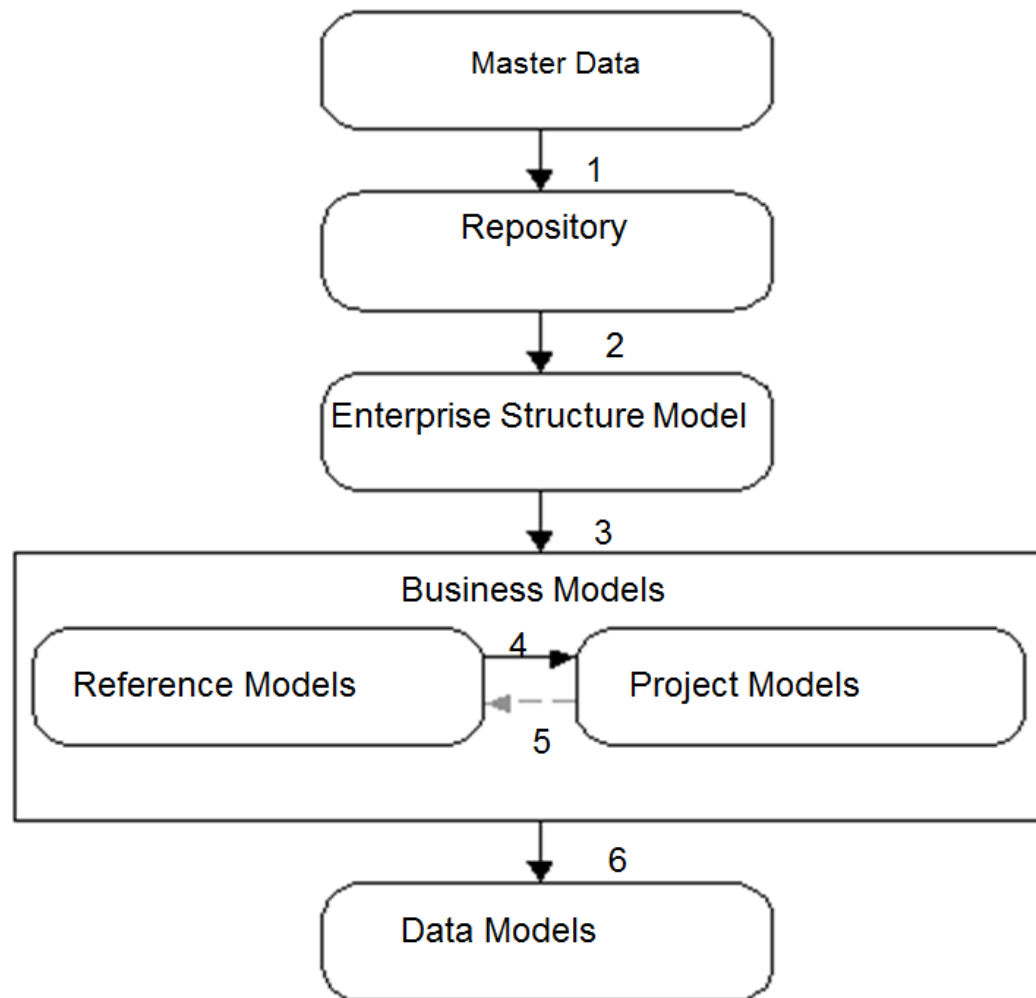 Master Data
1
Repository
2
Enterprise Structure Model
3
Business Models
4
Reference Models
Project Models
5
6
Data Models